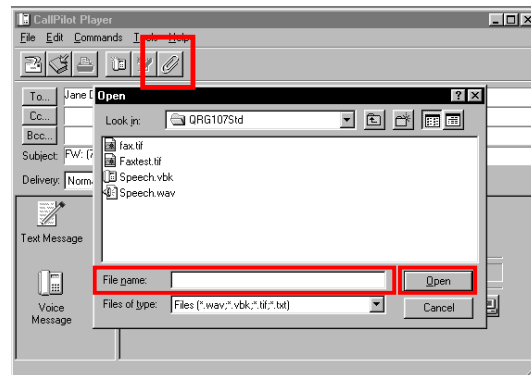 CallPilot Player
File Edit Commands Tools Help
To... Jane
Cc...
Bcc...
Subject: FW:
Delivery:
Text Message
Voice
Message
Open
Look in: QRG107Std
fax.tif
Faxtest.tif
Speech.vbk
Speech.wav
File name: Open
Files of type: Files (*.wav;*.vbk;*.tif;*.txt) Cancel